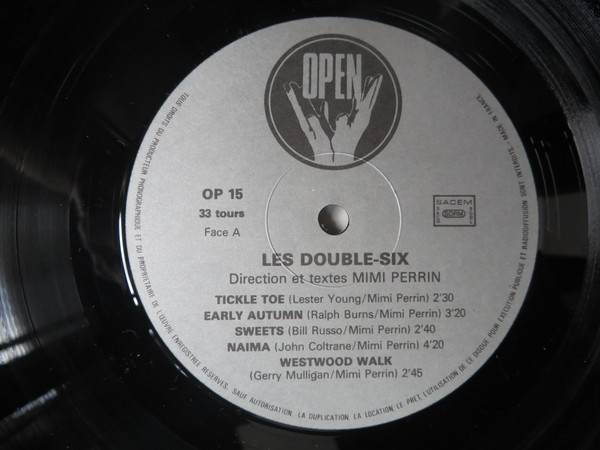 OPEN
OP 15
33 tours
Face A
SACEM
SDRM
LES DOUBLE-SIX
Direction et textes MIMI PERRIN
TICKLE TOE (Lester Young/Mimi Perrin) 2'30
EARLY AUTUMN (Ralph Burns/Mimi Perrin) 3'20
SWEETS (Bill Russo/Mimi Perrin) 2'40
NAIMA (John Coltrane/Mimi Perrin) 4'20
WESTWOOD WALK
(Gerry Mulligan/Mimi Perrin) 2'45
TOUS DROITS DU PRODUCTEUR PHONOGRAPHIQUE ET DU PROPRIETAIRE DE L'ŒUVRE ENREGISTREE RESERVES. SAUF AUTORISATION LA DUPLICATION LA LOCATION, LE PRET, L'UTILISATION DE CE DISQUE POUR EXECUTION PUBLIQUE ET RADIODIFFUSION SONT INTERDITS - MADE IN FRANCE